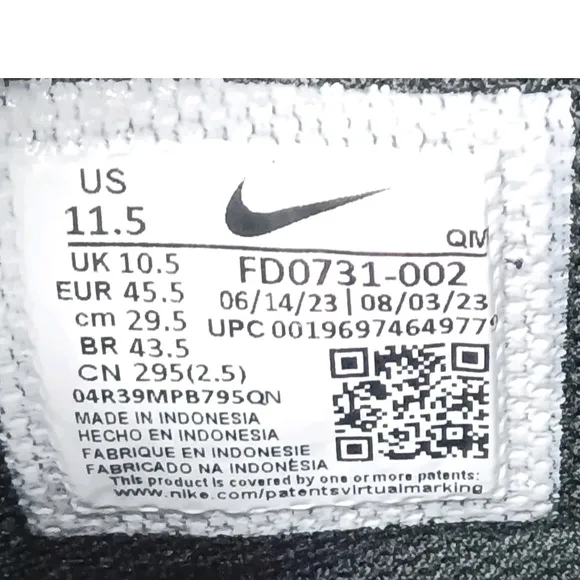 US
11.5
QM
UK 10.5
FD0731-002
EUR 45.5
06/14/23 | 08/03/23
cm 29.5
UPC 0019697464977
BR 43.5
CN 295(2.5)
04R39MPB795QN
MADE IN INDONESIA
HECHO EN INDONESIA
FABRIQUE EN INDONESIE
FABRICADO NA INDONÉSIA
This product is covered by one or more patents:
www.nike.com/patentsvirtualmarking